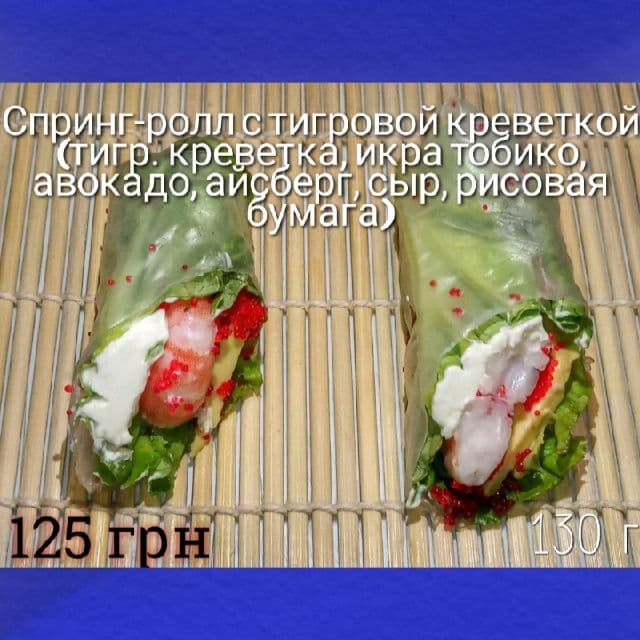 Спринг-ролл с тигровой креветкой
(тигр. креветка, икра тобико,
авокадо, айсберг, сыр, рисовая
бумага)
125 грн
130 г